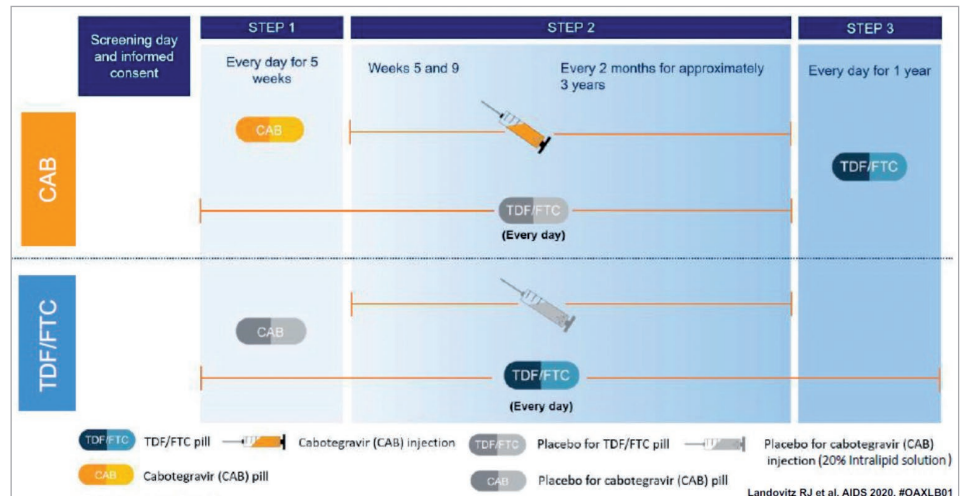 Screening day
and informed
consent
STEP 1
STEP 2
STEP 3
Every day for 5
weeks
Weeks 5 and 9
Every 2 months for approximately
3 years
Every day for 1 year
CAB
CAB
TDF/FTC
TDF/FTC
(Every day)
TDF/FTC
CAB
TDF/FTC
(Every day)
TDF/FTC
TDF/FTC pill
Cabotegravir (CAB) injection
TDF/FTC
Placebo for TDF/FTC pill
Placebo for cabotegravir (CAB)
injection (20% Intralipid solution )
CAB
Cabotegravir (CAB) pill
CAB
Placebo for cabotegravir (CAB) pill
Landovitz RJ et al. AIDS 2020. #OAXLB01